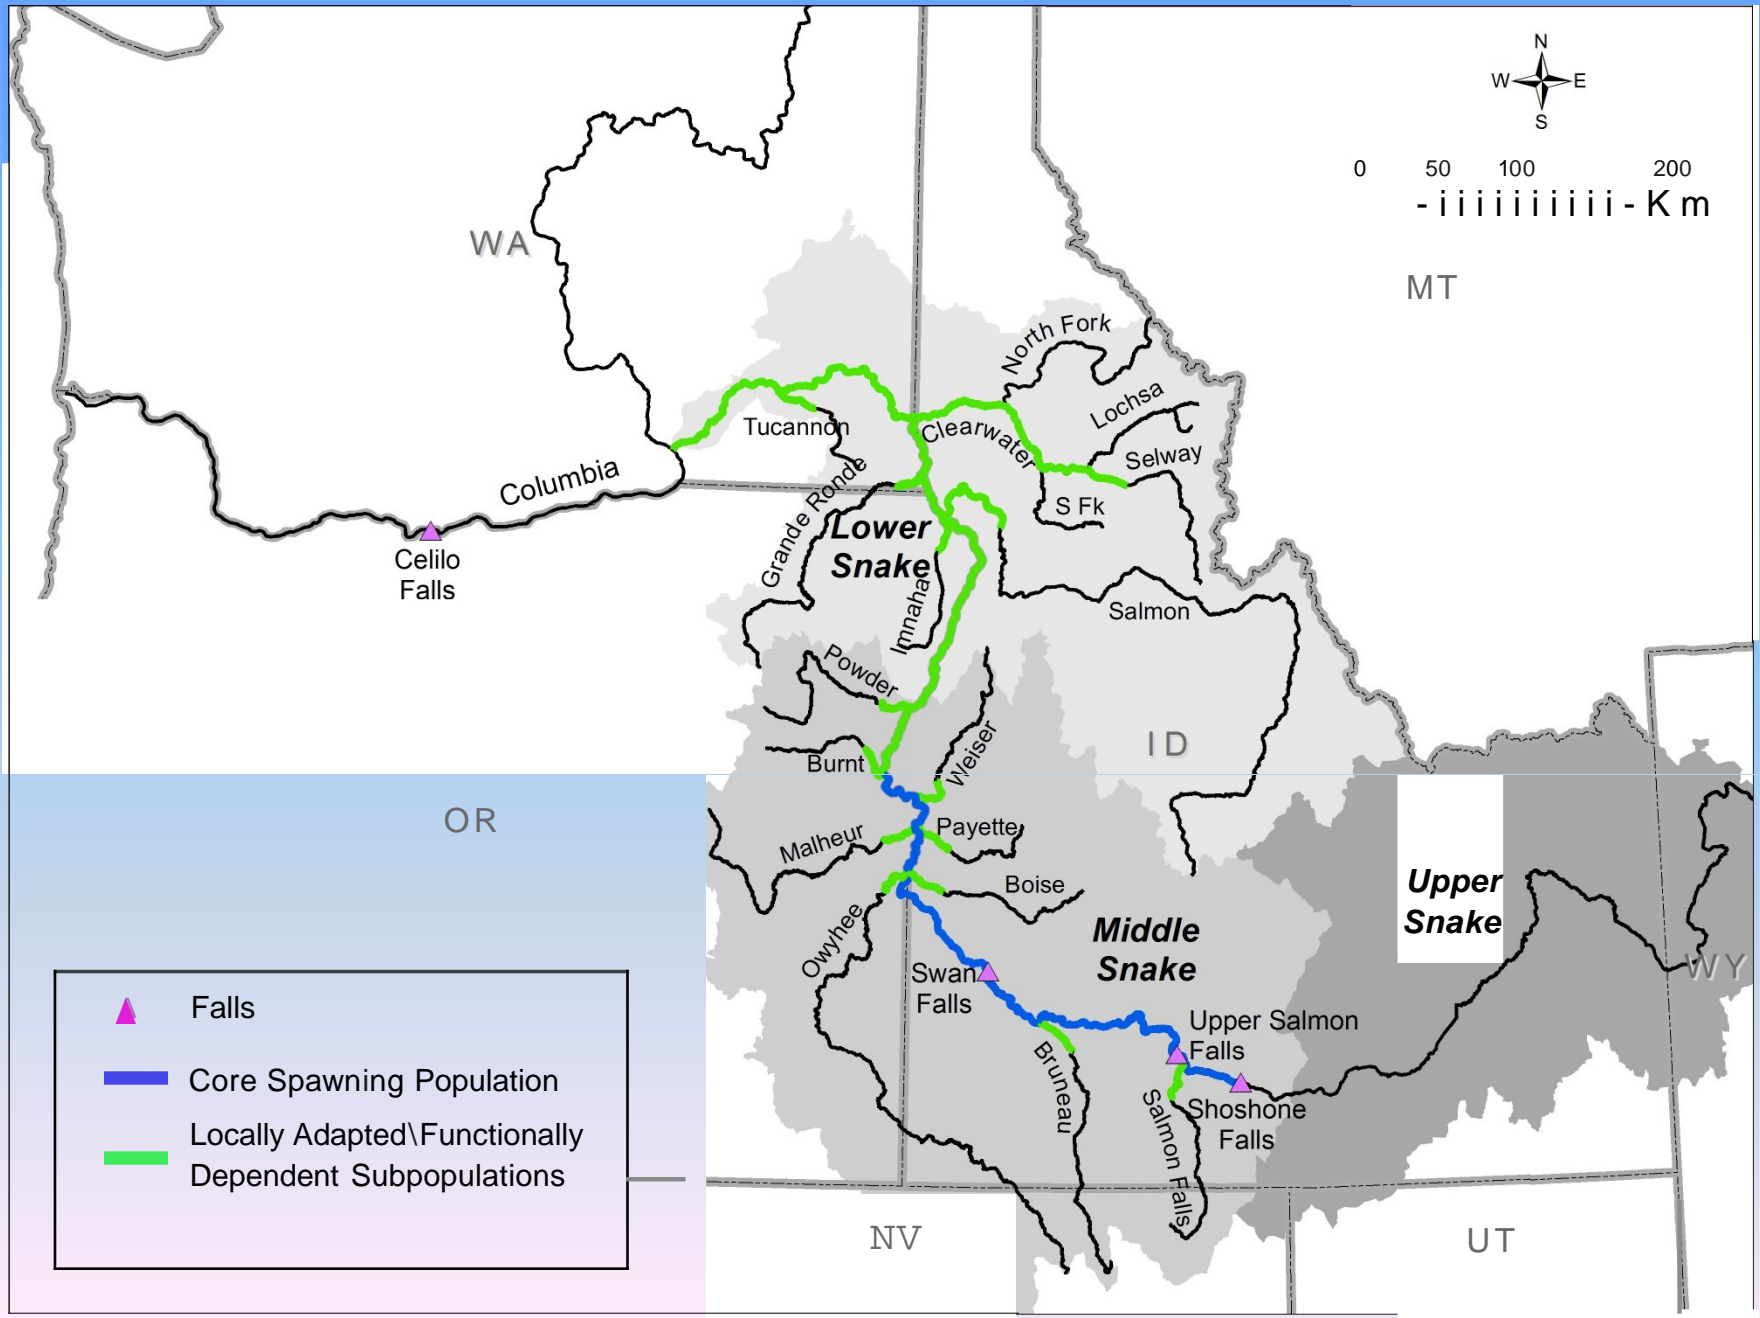 N
W E
S
0 50 100 200
- i i i i i i i i i i - K m
WA
MT
North Fork
Lochsa
Tucannon
Clearwater
Selway
Columbia
Grande Ronde
S Fk
Lower
Snake
Celilo
Falls
Imnaha
Salmon
Powder
Weiser
ID
Burnt
OR
Malheur
Payette
Boise
Upper
Snake
Owyhee
Middle
Snake
Swan
Falls
WY
Upper Salmon
Falls
Bruneau
Salmon Falls
Shoshone
Falls
NV
UT
Falls
Core Spawning Population
Locally Adapted\Functionally
Dependent Subpopulations